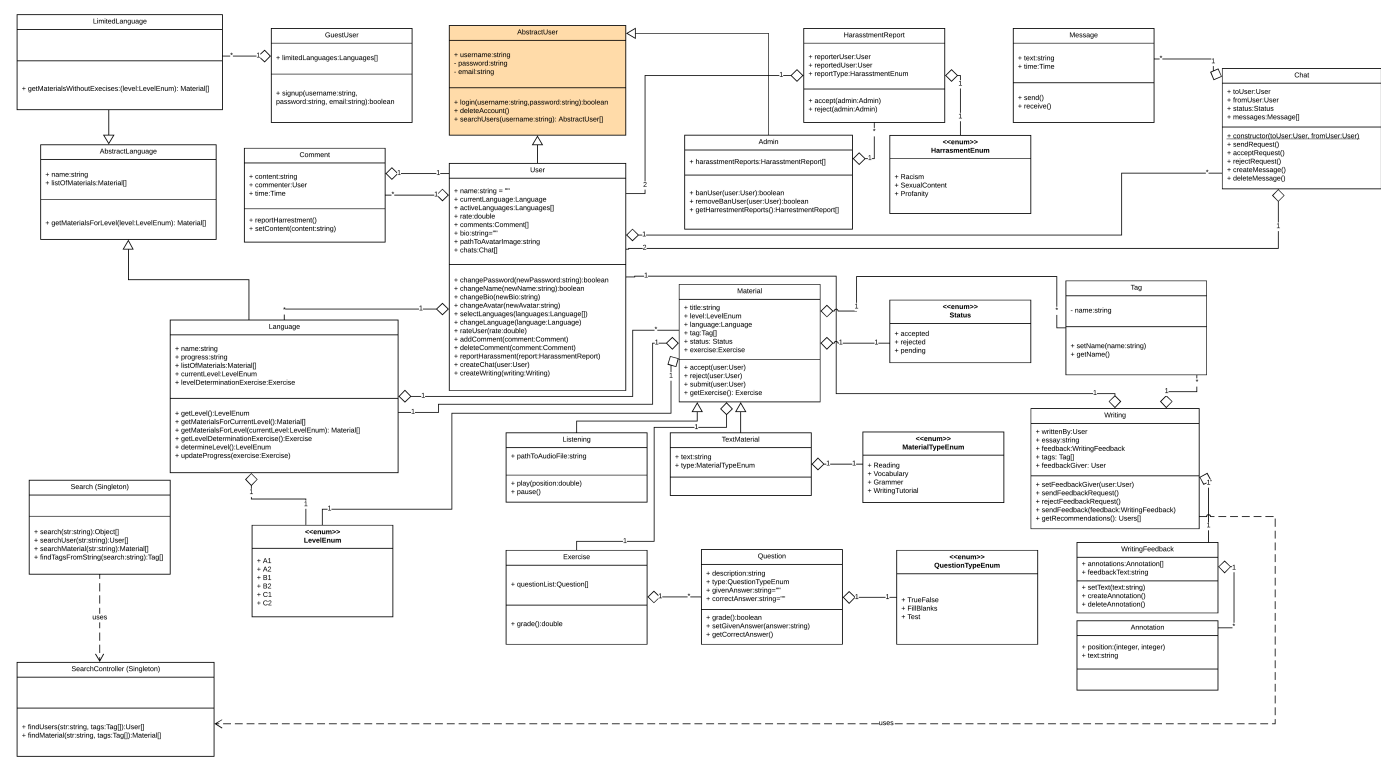 LimitedLanguage
+ getMaterialsWithoutExecises:(level:LevelEnum): Material[]
GuestUser
+ limitedLanguages:Languages[]
+ signup(username:string,
password:string, email:string):boolean
AbstractUser
+ username:string
- password:string
- email:string
+ login(username:string,password:string):boolean
+ deleteAccount()
+ searchUsers(username:string): AbstractUser[]
HarasstmentReport
+ reporterUser:User
+ reportedUser:User
+ reportType:HarasstmentEnum
+ accept(admin:Admin)
+ reject(admin:Admin)
Message
+ text:string
+ time:Time
+ send()
+ receive()
Chat
+ toUser:User
+ fromUser:User
+ status:Status
+ messages:Message[]
+ constructor(toUser:User, fromUser:User)
+ sendRequest()
+ acceptRequest()
+ rejectRequest()
+ createMessage()
+ deleteMessage()
AbstractLanguage
+ name:string
+ listOfMaterials:Material[]
+ getMaterialsForLevel(level:LevelEnum): Material[]
Comment
+ content:string
+ commenter:User
+ time:Time
+ reportHarrestment()
+ setContent(content:string)
User
+ name:string = ""
+ currentLanguage:Language
+ activeLanguages:Languages[]
+ rate:double
+ comments:Comment[]
+ bio:string=""
+ pathToAvatarImage:string
+ chats:Chat[]
+ changePassword(newPassword:string):boolean
+ changeName(newName:string):boolean
+ changeBio(newBio:string)
+ changeAvatar(newAvatar:string)
+ selectLanguages(languages:Language[])
+ changeLanguage(language:Language)
+ rateUser(rate:double)
+ addComment(comment:Comment)
+ deleteComment(comment:Comment)
+ reportHarassment(report:HarasstmentReport)
+ createChat(user:User)
+ createWriting(writing:Writing)
Admin
+ harasstmentReports:HarasstmentReport[]
+ banUser(user:User):boolean
+ removeBanUser(user:User):boolean
+ getHarrestmentReports():HarrestmentReport[]
<<enum>>
HarrasmentEnum
+ Racism
+ SexualContent
+ Profanity
Language
+ name:string
+ progress:string
+ listOfMaterials:Material[]
+ currentLevel:LevelEnum
+ levelDeterminationExercise:Exercise
+ getLevel():LevelEnum
+ getMaterialsForCurrentLevel():Material[]
+ getMaterialsForLevel(currentLevel:LevelEnum): Material[]
+ getLevelDeterminationExercise():Exercise
+ determineLevel():LevelEnum
+ updateProgress(exercise:Exercise)
Material
+ title:string
+ level:LevelEnum
+ language:Language
+ tag:Tag[]
+ status: Status
+ exercise:Exercise
+ accept(user:User)
+ reject(user:User)
+ submit(user:User)
+ getExercise(): Exercise
<<enum>>
Status
+ accepted
+ rejected
+ pending
Tag
- name:string
+ setName(name:string)
+ getName()
Writing
+ writtenBy:User
+ essay:string
+ feedback:WritingFeedback
+ tags: Tag[]
+ feedbackGiver: User
+ setFeedbackGiver(user:User)
+ sendFeedbackRequest()
+ rejectFeedbackRequest()
+ sendFeedback(feedback:WritingFeedback)
+ getRecommendations(): Users[]
Listening
+ pathToAudioFile:string
+ play(position:double)
+ pause()
TextMaterial
+ text:string
+ type:MaterialTypeEnum
<<enum>>
MaterialTypeEnum
+ Reading
+ Vocabulary
+ Grammer
+ WritingTutorial
Search (Singleton)
+ search(str:string):Object[]
+ searchUser(str:string):User[]
+ searchMaterial(str:string):Material[]
+ findTagsFromString(search:string):Tag[]
<<enum>>
LevelEnum
+ A1
+ A2
+ B1
+ B2
+ C1
+ C2
Exercise
+ questionList:Question[]
+ grade():double
Question
+ description:string
+ type:QuestionTypeEnum
+ givenAnswer:string=""
+ correctAnswer:string=""
+ grade():boolean
+ setGivenAnswer(answer:string)
+ getCorrectAnswer()
<<enum>>
QuestionTypeEnum
+ TrueFalse
+ FillBlanks
+ Test
WritingFeedback
+ annotations:Annotation[]
+ feedbackText:string
+ setText(text:string)
+ createAnnotation()
+ deleteAnnotation()
Annotation
+ position:(integer, integer)
+ text:string
uses
SearchController (Singleton)
+ findUsers(str:string, tags:Tag[]):User[]
+ findMaterial(str:string, tags:Tag[]):Material[]
uses